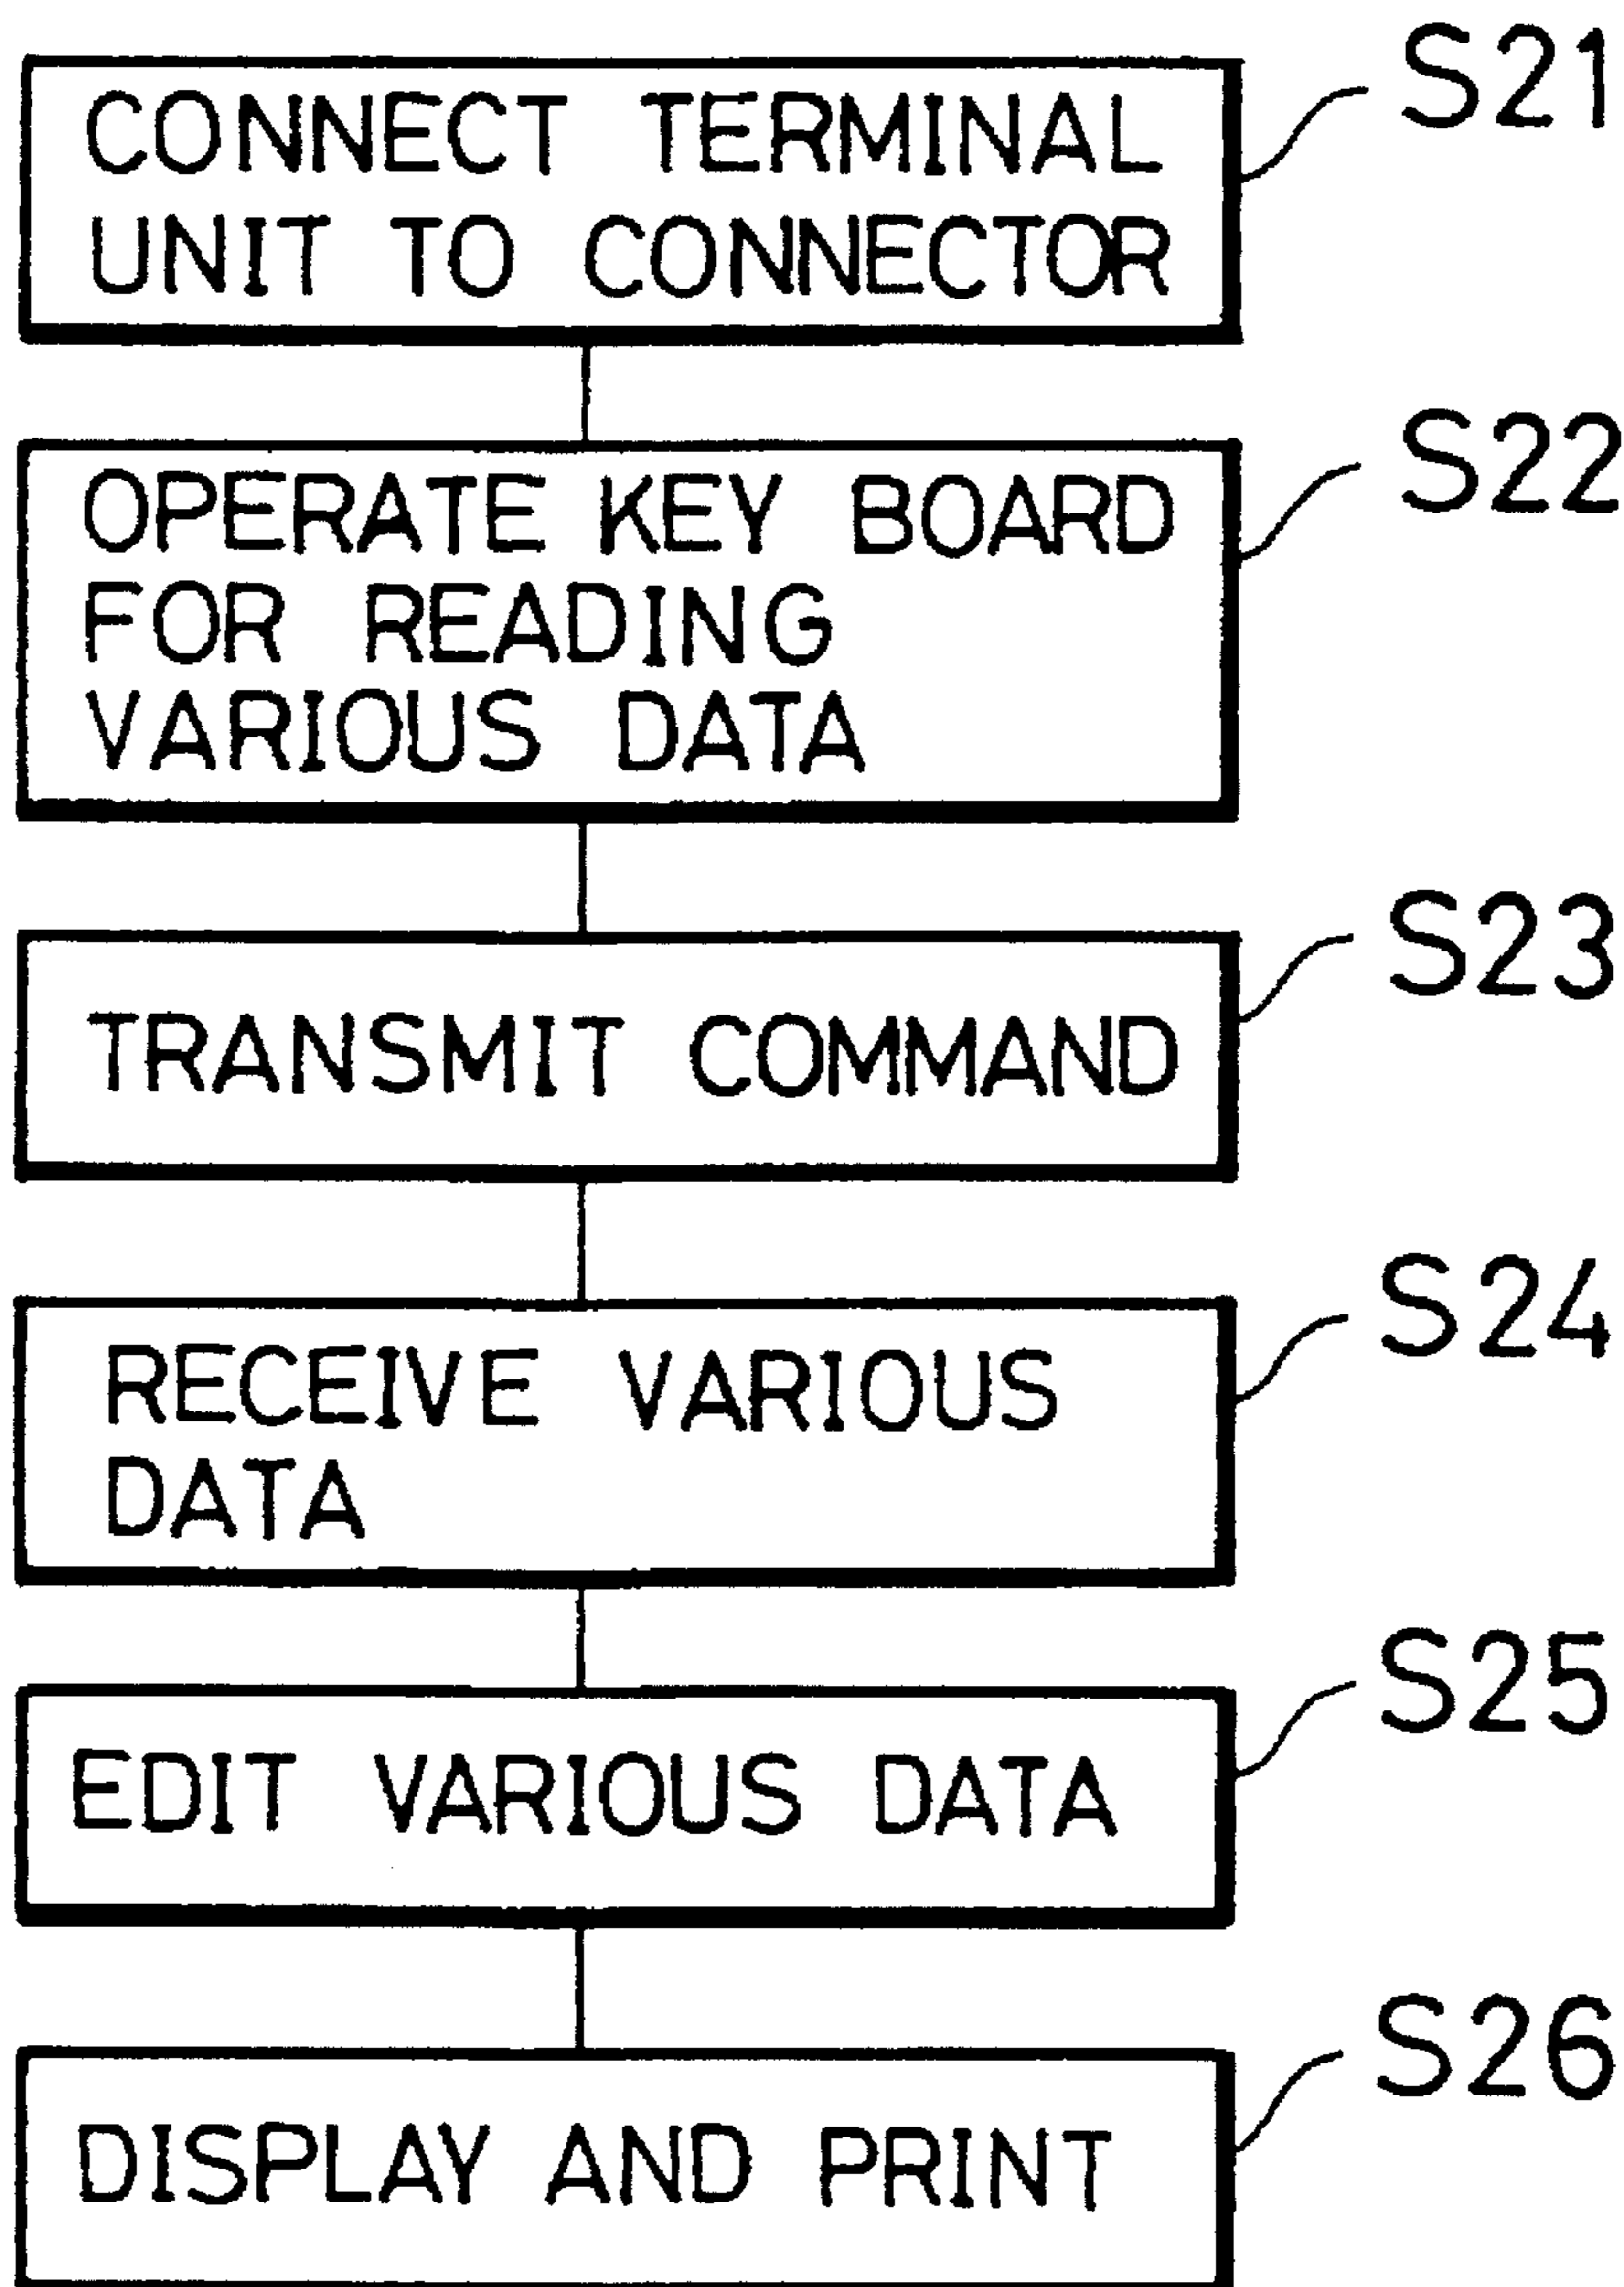 S21
CONNECT TERMINAL
UNIT TO CONNECTOR
S22
OPERATE KEY BOARD
FOR READING
VARIOUS DATA
S23
TRANSMIT COMMAND
S24
RECEIVE VARIOUS
DATA
S25
EDIT VARIOUS DATA
S26
DISPLAY AND PRINT